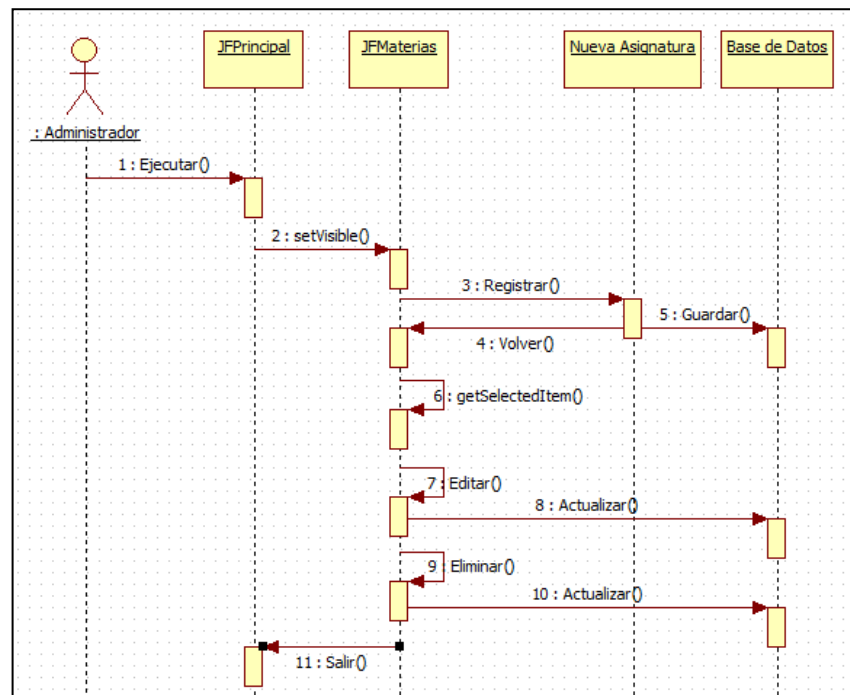 JFPrincipal
JFMaterias
Nueva Asignatura
Base de Datos
: Administrador
1 : Ejecutar()
2 : setVisible()
3 : Registrar()
5 : Guardar()
4 : Volver()
6 : getSelectedItem()
7 : Editar()
8 : Actualizar()
9 : Eliminar()
10 : Actualizar()
11 : Salir()